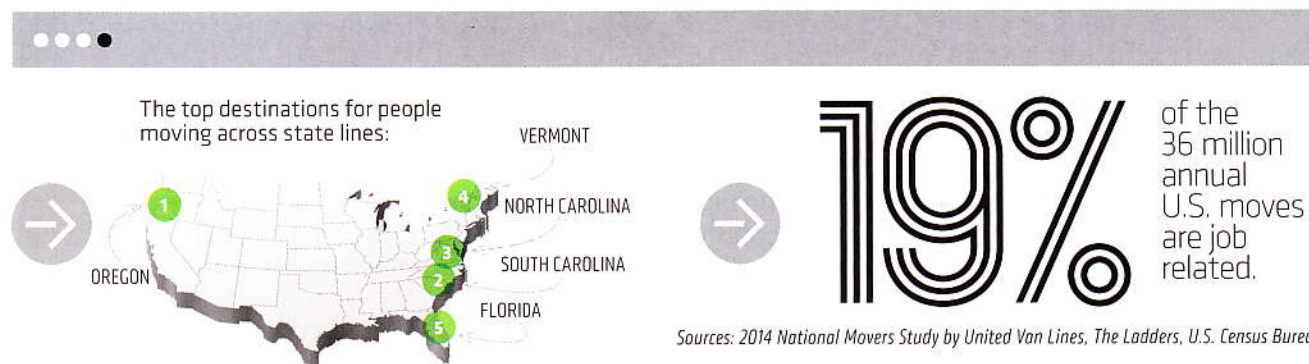 The top destinations for people
moving across state lines:
VERMONT
1
4
NORTH CAROLINA
3
SOUTH CAROLINA
OREGON
2
FLORIDA
5
19%
of the
36 million
annual
U.S. moves
are job
related.
Sources: 2014 National Movers Study by United Van Lines, The Ladders, U.S. Census